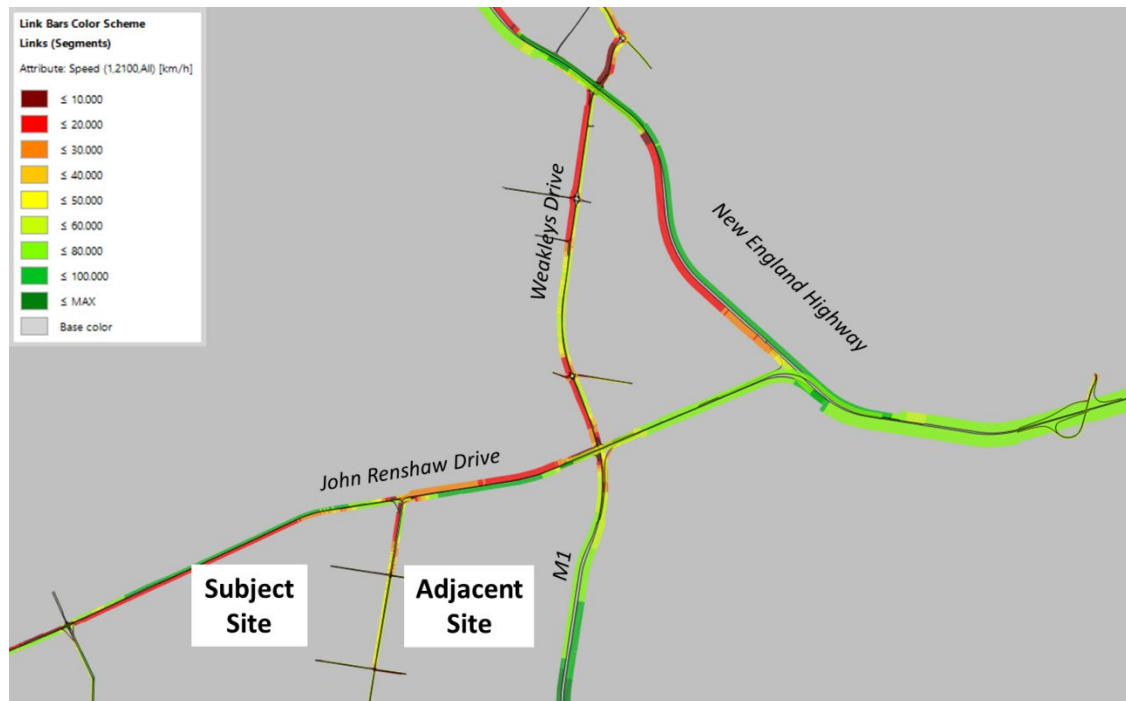 Link Bars Color Scheme
Links (Segments)
Attribute: Speed (1,2100,All) [km/h]
≤ 10.000
≤ 20.000
≤ 30.000
≤ 40.000
≤ 50.000
≤ 60.000
≤ 80.000
≤ 100.000
≤ MAX
Base color
Weakleys Drive
New England Highway
John Renshaw Drive
M1
Subject
Site
Adjacent
Site